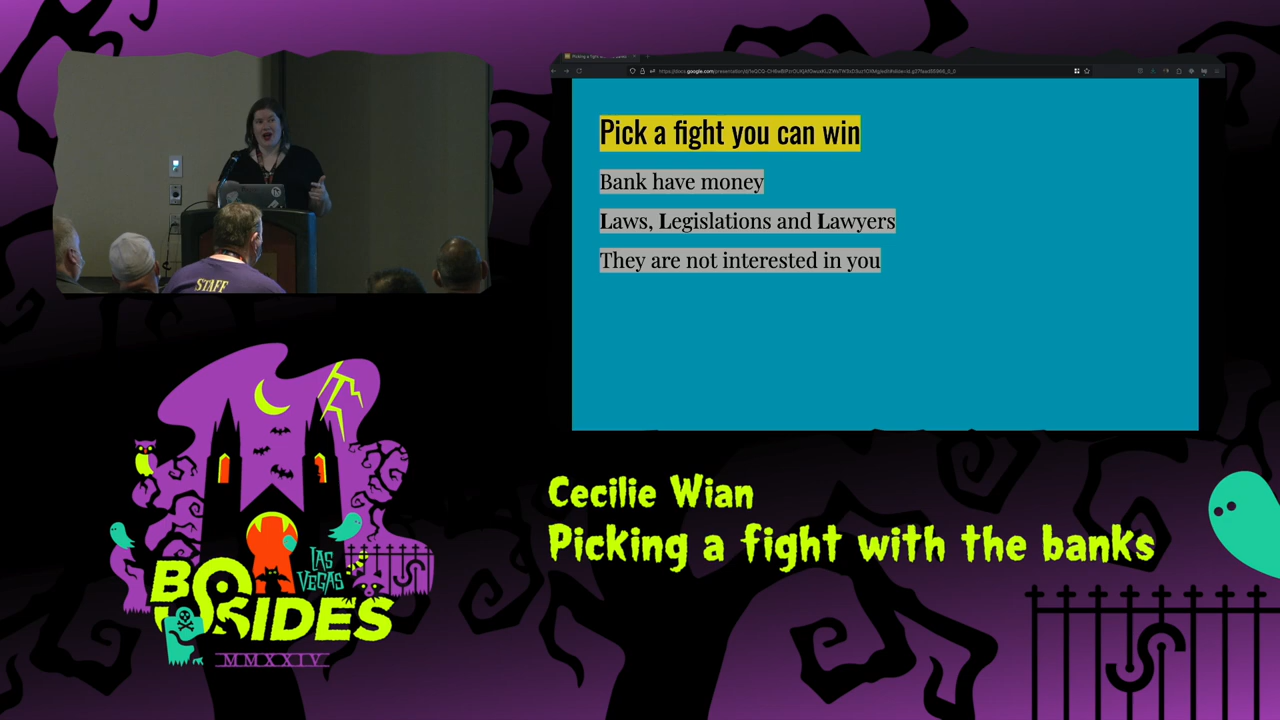 Pick a fight you can win
Bank have money
Laws, Legislations and Lawyers
They are not interested in you
STAFF
Cecilie Wian
Picking a fight with the banks
LAS
VEGAS
BSIDES
MMXXIV